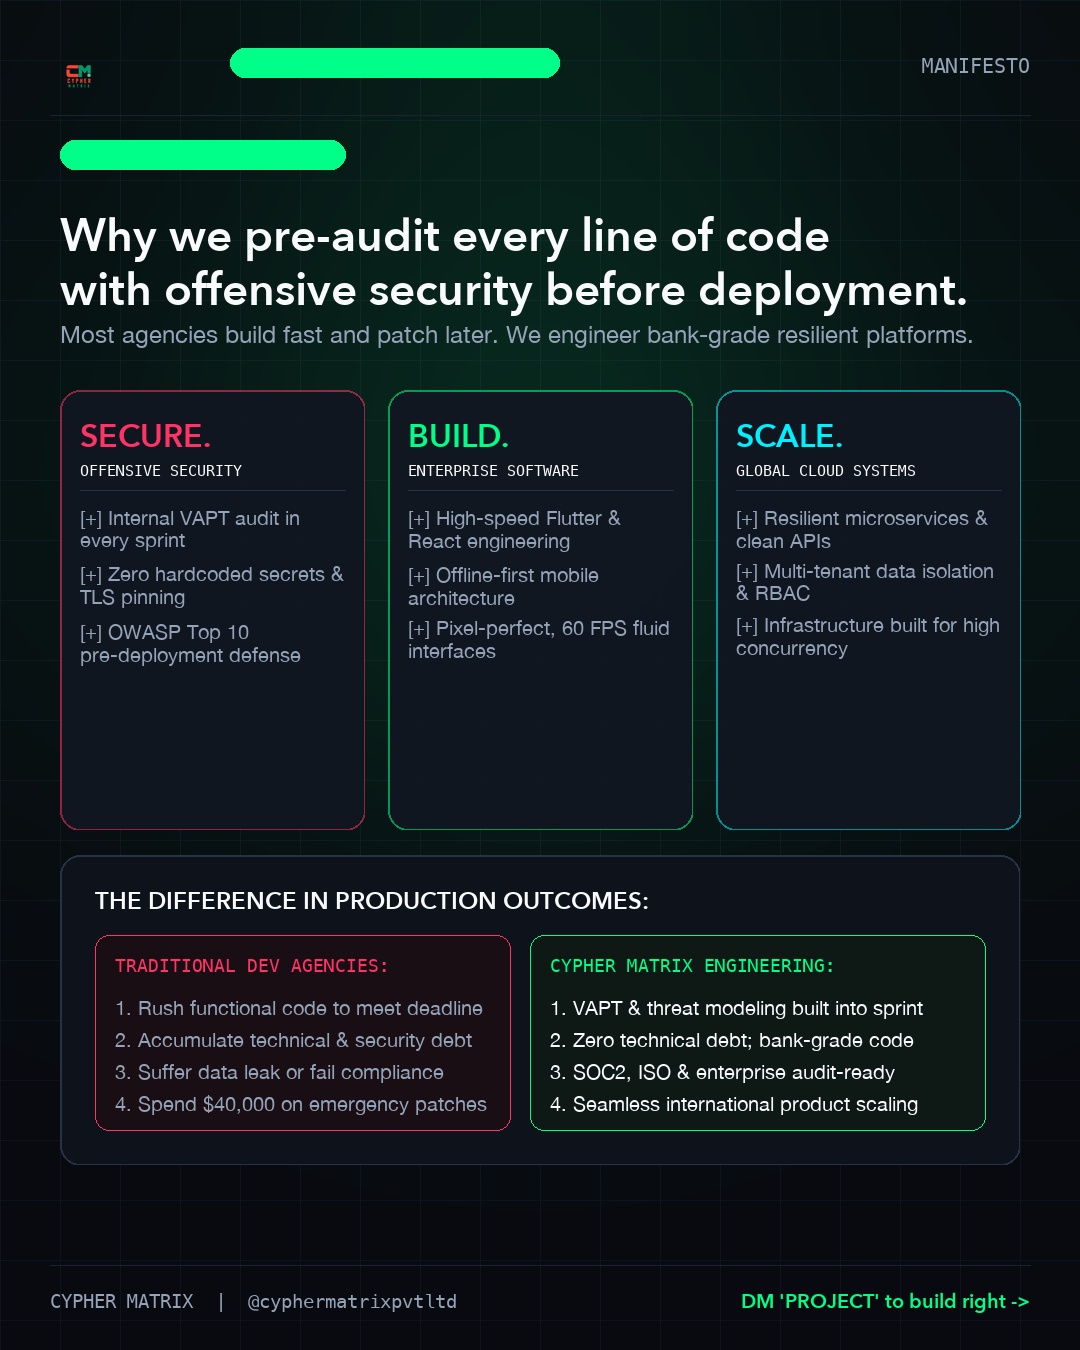 CM
CYPHER
MATRIX
MANIFESTO
Why we pre-audit every line of code
with offensive security before deployment.
Most agencies build fast and patch later. We engineer bank-grade resilient platforms.
SECURE.
OFFENSIVE SECURITY
[+] Internal VAPT audit in
every sprint
[+] Zero hardcoded secrets &
TLS pinning
[+] OWASP Top 10
pre-deployment defense
BUILD.
ENTERPRISE SOFTWARE
[+] High-speed Flutter &
React engineering
[+] Offline-first mobile
architecture
[+] Pixel-perfect, 60 FPS fluid
interfaces
SCALE.
GLOBAL CLOUD SYSTEMS
[+] Resilient microservices &
clean APIs
[+] Multi-tenant data isolation
& RBAC
[+] Infrastructure built for high
concurrency
THE DIFFERENCE IN PRODUCTION OUTCOMES:
TRADITIONAL DEV AGENCIES:
1. Rush functional code to meet deadline
2. Accumulate technical & security debt
3. Suffer data leak or fail compliance
4. Spend $40,000 on emergency patches
CYPHER MATRIX ENGINEERING:
1. VAPT & threat modeling built into sprint
2. Zero technical debt; bank-grade code
3. SOC2, ISO & enterprise audit-ready
4. Seamless international product scaling
CYPHER MATRIX | @cyphermatrixpvtltd
DM 'PROJECT' to build right ->